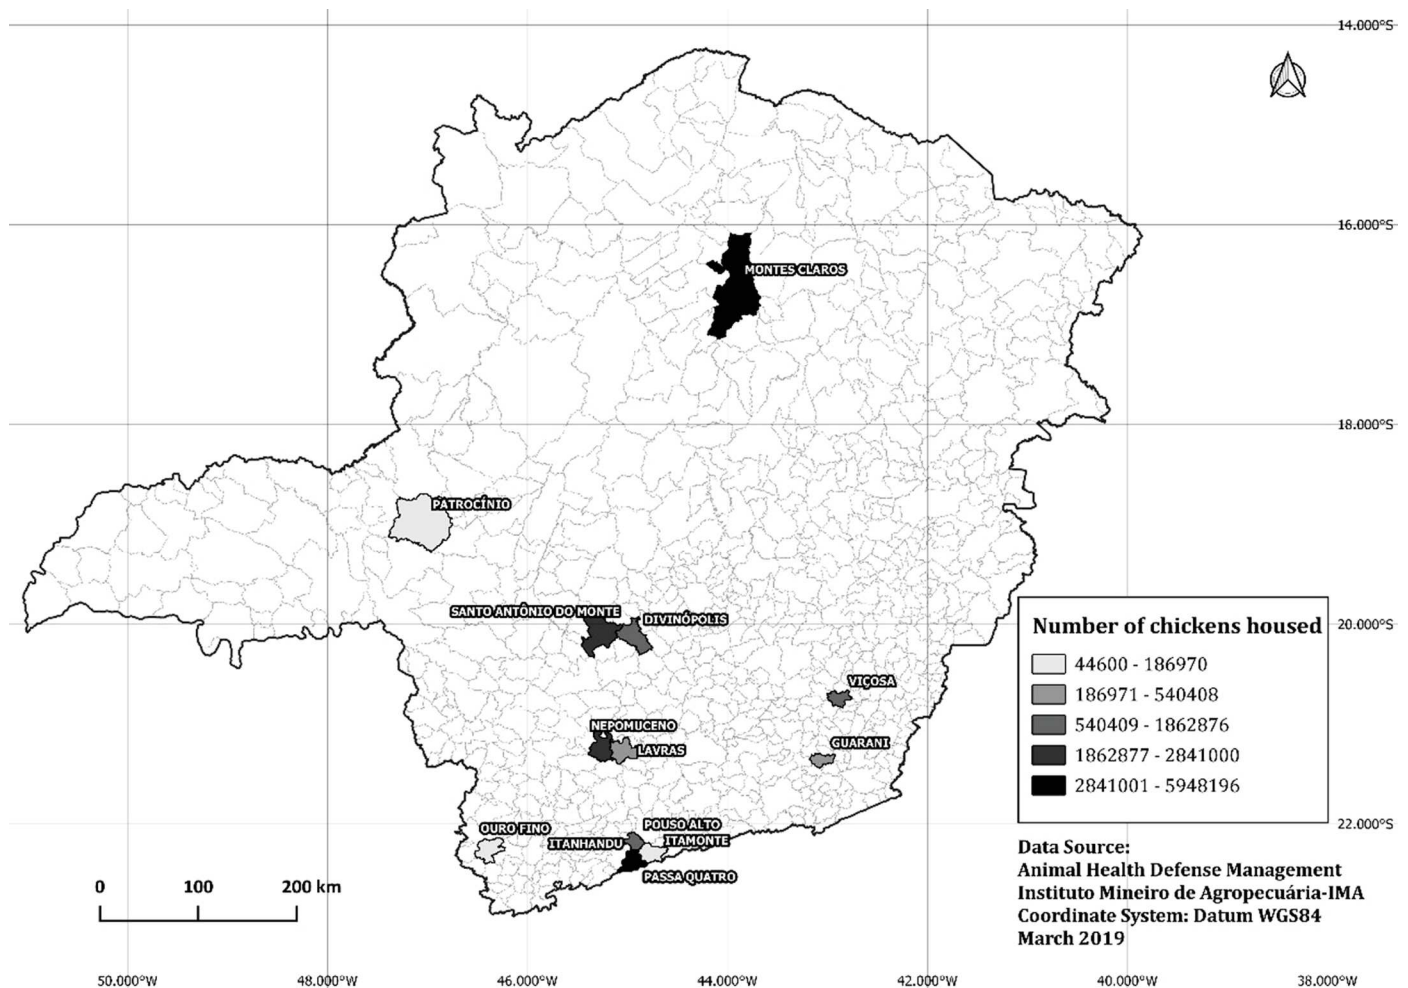 14.000°S
16.000°S
MONTES CLAROS
18.000°S
PATROCÍNIO
SANTO ANTÔNIO DO MONTE
DIVINÓPOLIS
20.000°S
Number of chickens housed
44600 - 186970
186971 - 540408
540409 - 1862876
1862877 - 2841000
2841001 - 5948196
VIÇOSA
NEPOMUCENO
LAVRAS
GUARANI
22.000°S
OURO FINO
POUSO ALTO
ITANHANDU
ITAMONTE
PASSA QUATRO
Data Source:
Animal Health Defense Management
Instituto Mineiro de Agropecuária-IMA
Coordinate System: Datum WGS84
March 2019
0 100 200 km
50.000°W 48.000°W 46.000°W 44.000°W 42.000°W 40.000°W 38.000°W